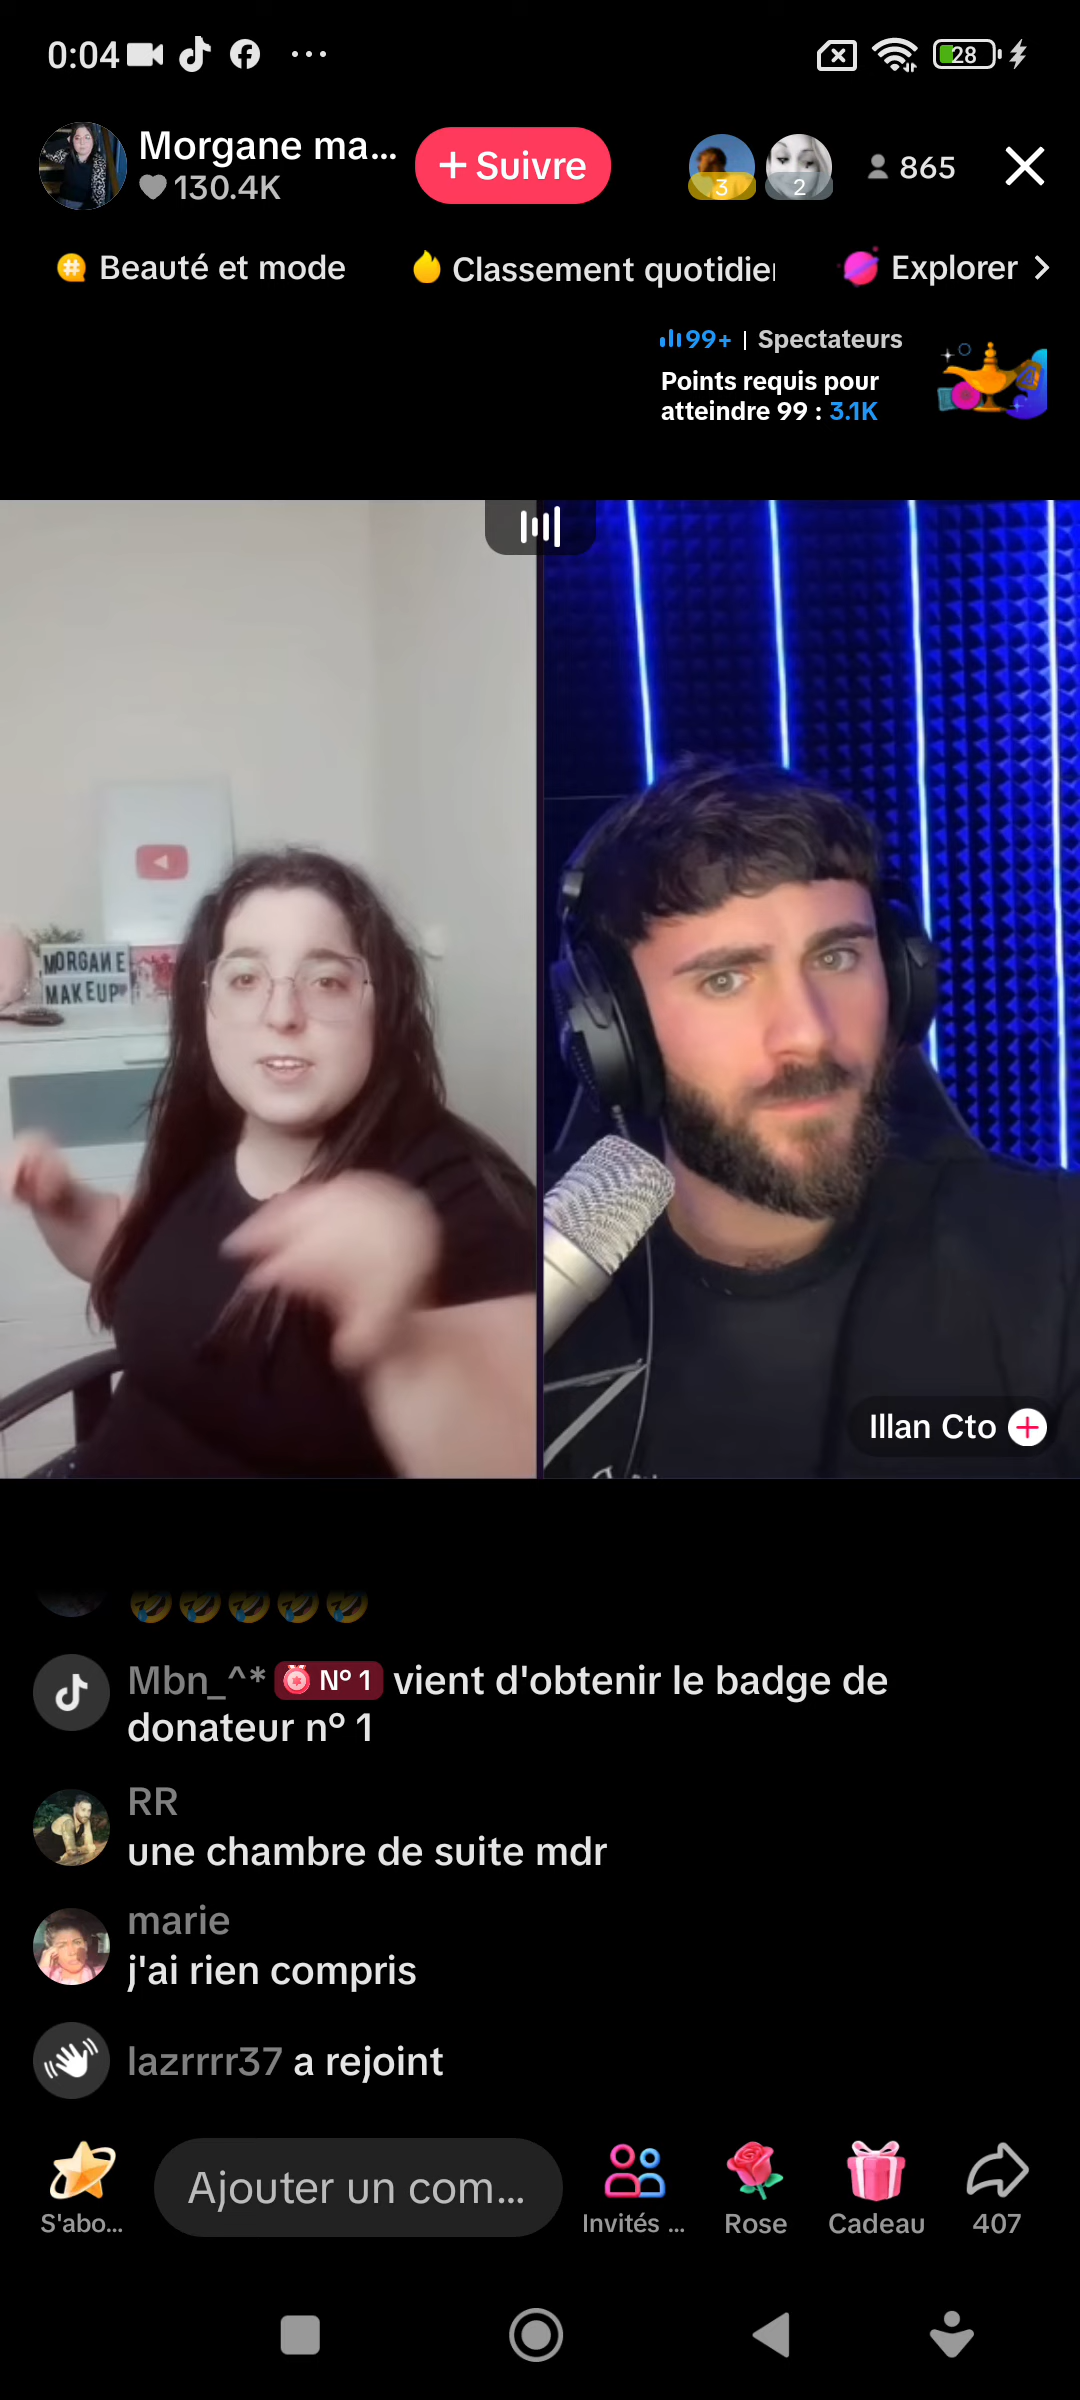 0:04 ... 28
Morgane ma...
130.4K
+ Suivre
3
2
865
Beauté et mode
Classement quotidien
Explorer >
99+ | Spectateurs
Points requis pour
atteindre 99 : 3.1K
MORGANE
MAKEUP
Illan Cto
Mbn_^* N° 1 vient d'obtenir le badge de
donateur n° 1
RR
une chambre de suite mdr
marie
j'ai rien compris
lazrrrr37 a rejoint
Ajouter un com...
S'abo...
Invités ...
Rose
Cadeau
407